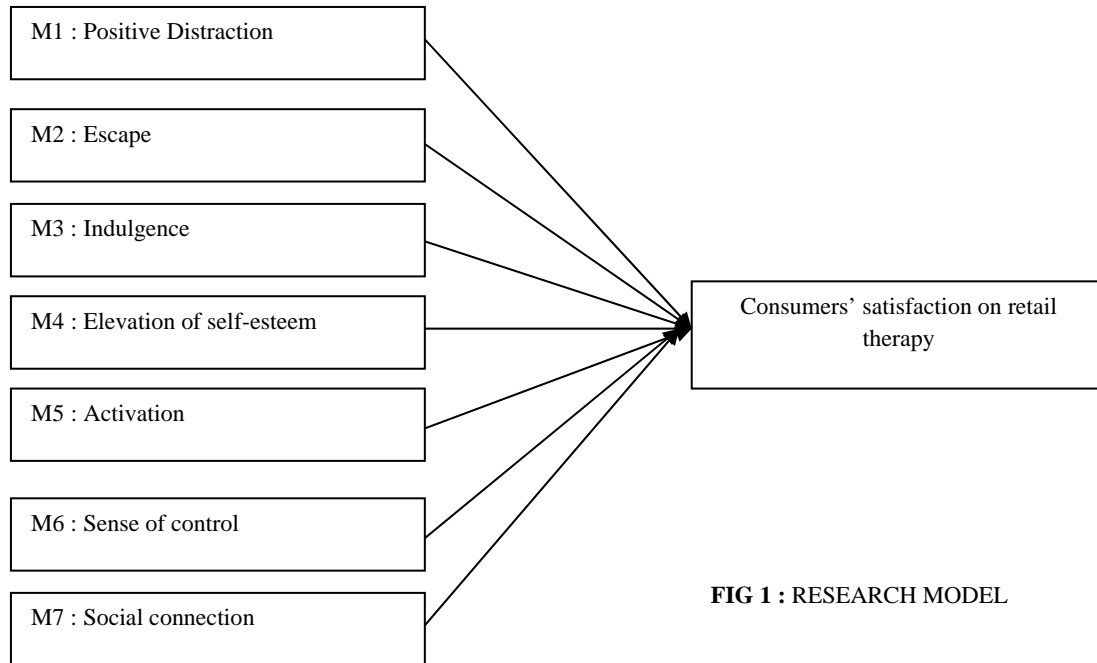 M1 : Positive Distraction
M2 : Escape
M3 : Indulgence
M4 : Elevation of self-esteem
M5 : Activation
M6 : Sense of control
M7 : Social connection
Consumers’ satisfaction on retail
therapy
FIG 1 : RESEARCH MODEL